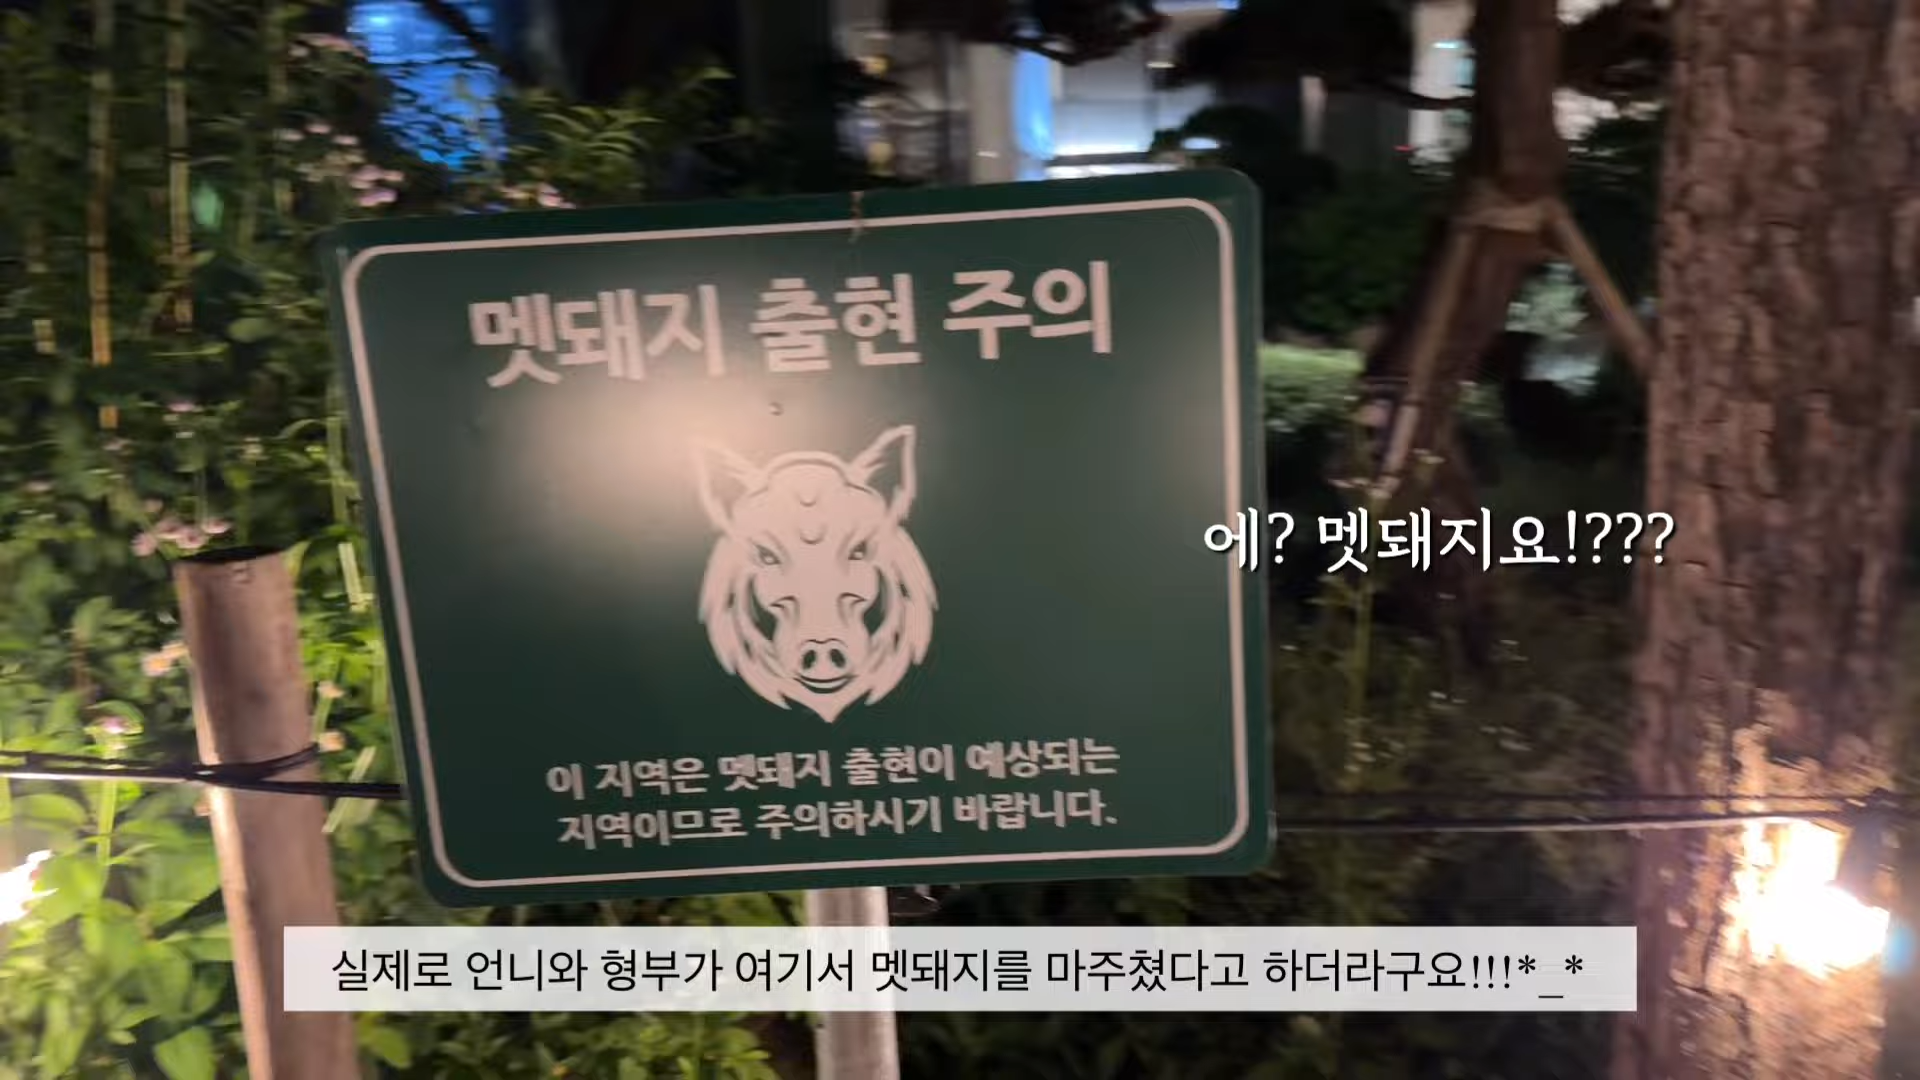 멧돼지 출현 주의
에? 멧돼지요!???
이 지역은 멧돼지 출현이 예상되는
지역이므로 주의하시기 바랍니다.
실제로 언니와 형부가 여기서 멧돼지를 마주쳤다고 하더라구요!!!*_*